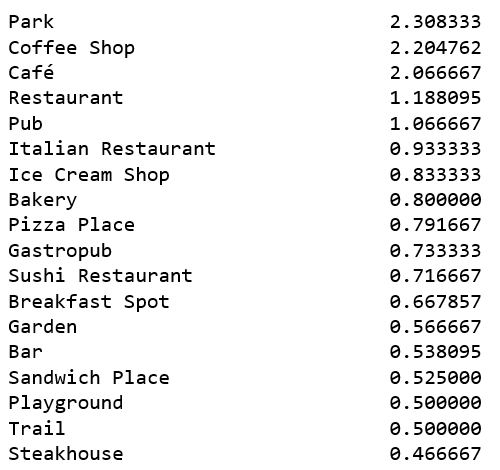 Park 2.308333
Coffee Shop 2.204762
Café 2.066667
Restaurant 1.188095
Pub 1.066667
Italian Restaurant 0.933333
Ice Cream Shop 0.833333
Bakery 0.800000
Pizza Place 0.791667
Gastropub 0.733333
Sushi Restaurant 0.716667
Breakfast Spot 0.667857
Garden 0.566667
Bar 0.538095
Sandwich Place 0.525000
Playground 0.500000
Trail 0.500000
Steakhouse 0.466667